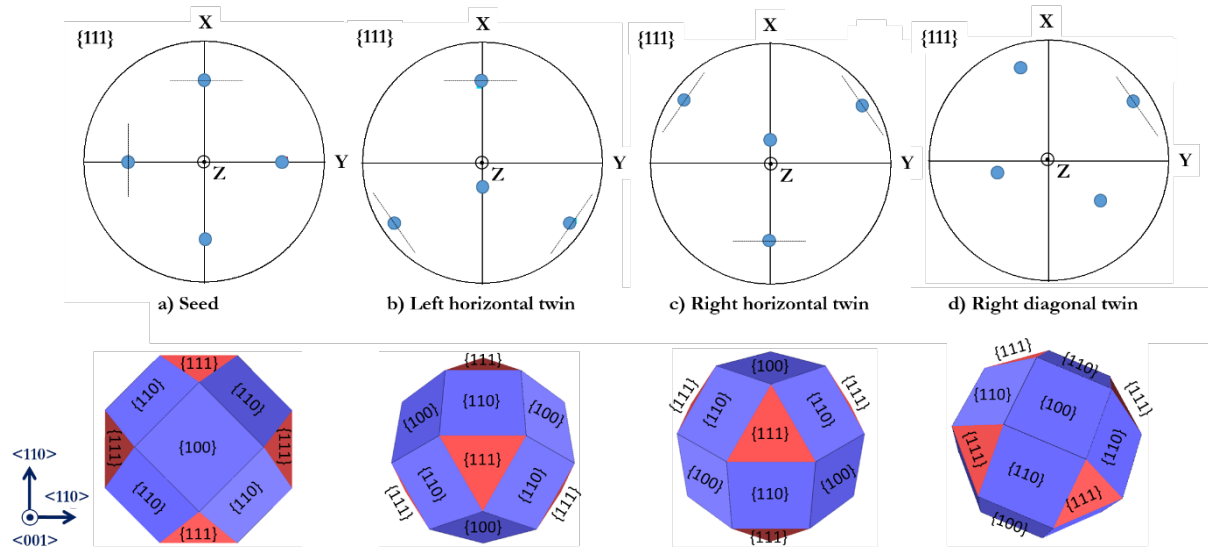 {111}
X
Y
Z
{111}
X
Y
Z
{111}
X
Y
Z
{111}
X
Y
Z
a) Seed
b) Left horizontal twin
c) Right horizontal twin
d) Right diagonal twin
<110>
<110>
<001>
{111}
{110}
{110}
{100}
{111}
{111}
{110}
{110}
{111}
{111}
{100}
{110}
{100}
{111}
{110}
{110}
{111}
{111}
{100}
{100}
{111}
{111}
{110}
{110}
{111}
{100}
{110}
{100}
{111}
{111}
{110}
{110}
{100}
{111}
{110}
{111}
{110}
{111}
{100}